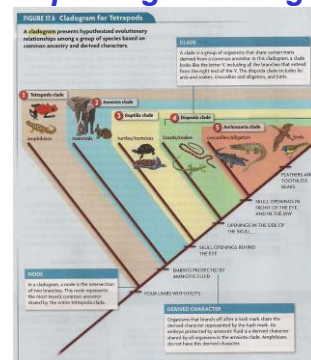 FIGURE 17.6 Cladogram for Tetrapods
A cladogram presents hypothesized evolutionary
relationships among a group of species based on
common ancestry and derived characters.
CLADE
A clade is a group of organisms that share certain traits
derived from a common ancestor. In this cladogram, a clade
looks like the letter V, including all the branches that extend
from the right end of the V. The diapsida clade includes
snakes, crocodiles and alligators, and birds.
1 Tetrapoda clade
2 Amniota clade
3 Reptilia clade
4 Diapsida clade
5 Archosauria clade
amphibians
mammals
turtles/tortoises
lizards/snakes
crocodiles/alligators
birds
FEATHERS AND
TOOTHLESS
BEAKS
SKULL OPENINGS IN
FRONT OF THE EYE
AND IN THE JAW
OPENINGS IN THE SIDE OF
THE SKULL
SKULL OPENINGS BEHIND
THE EYE
EMBRYO PROTECTED BY
AMNIOTIC FLUID
FOUR LIMBS WITH DIGITS
NODE
In a cladogram, a node is the intersection
of two branches. This node represents
the most recent common ancestor
shared by the entire tetrapod clade.
DERIVED CHARACTER
Organisms that branch off after a hash mark share the
derived character represented by the hash mark. An
embryo protected by amniotic fluid is a derived character
shared by all organisms in the amniota clade. Amphibians
do not have this derived character.